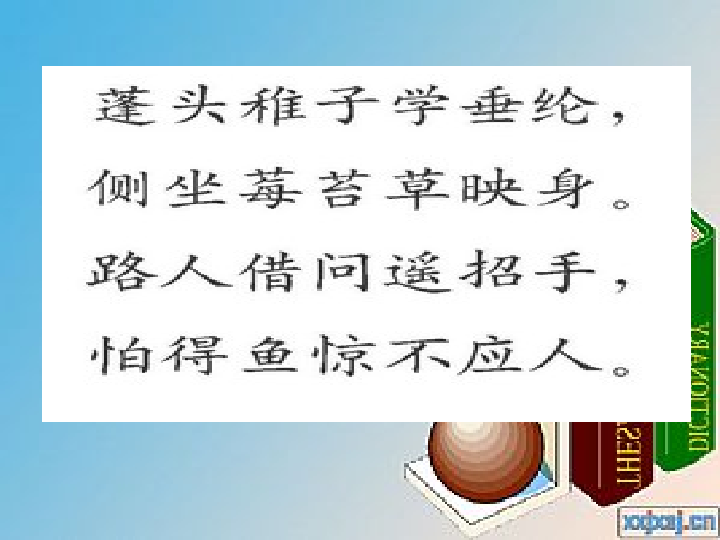 蓬头稚子学垂纶，
侧坐莓苔草映身。
路人借问遥招手，
怕得鱼惊不应人。
DICTIONARY
THES
xxjxsj.cn